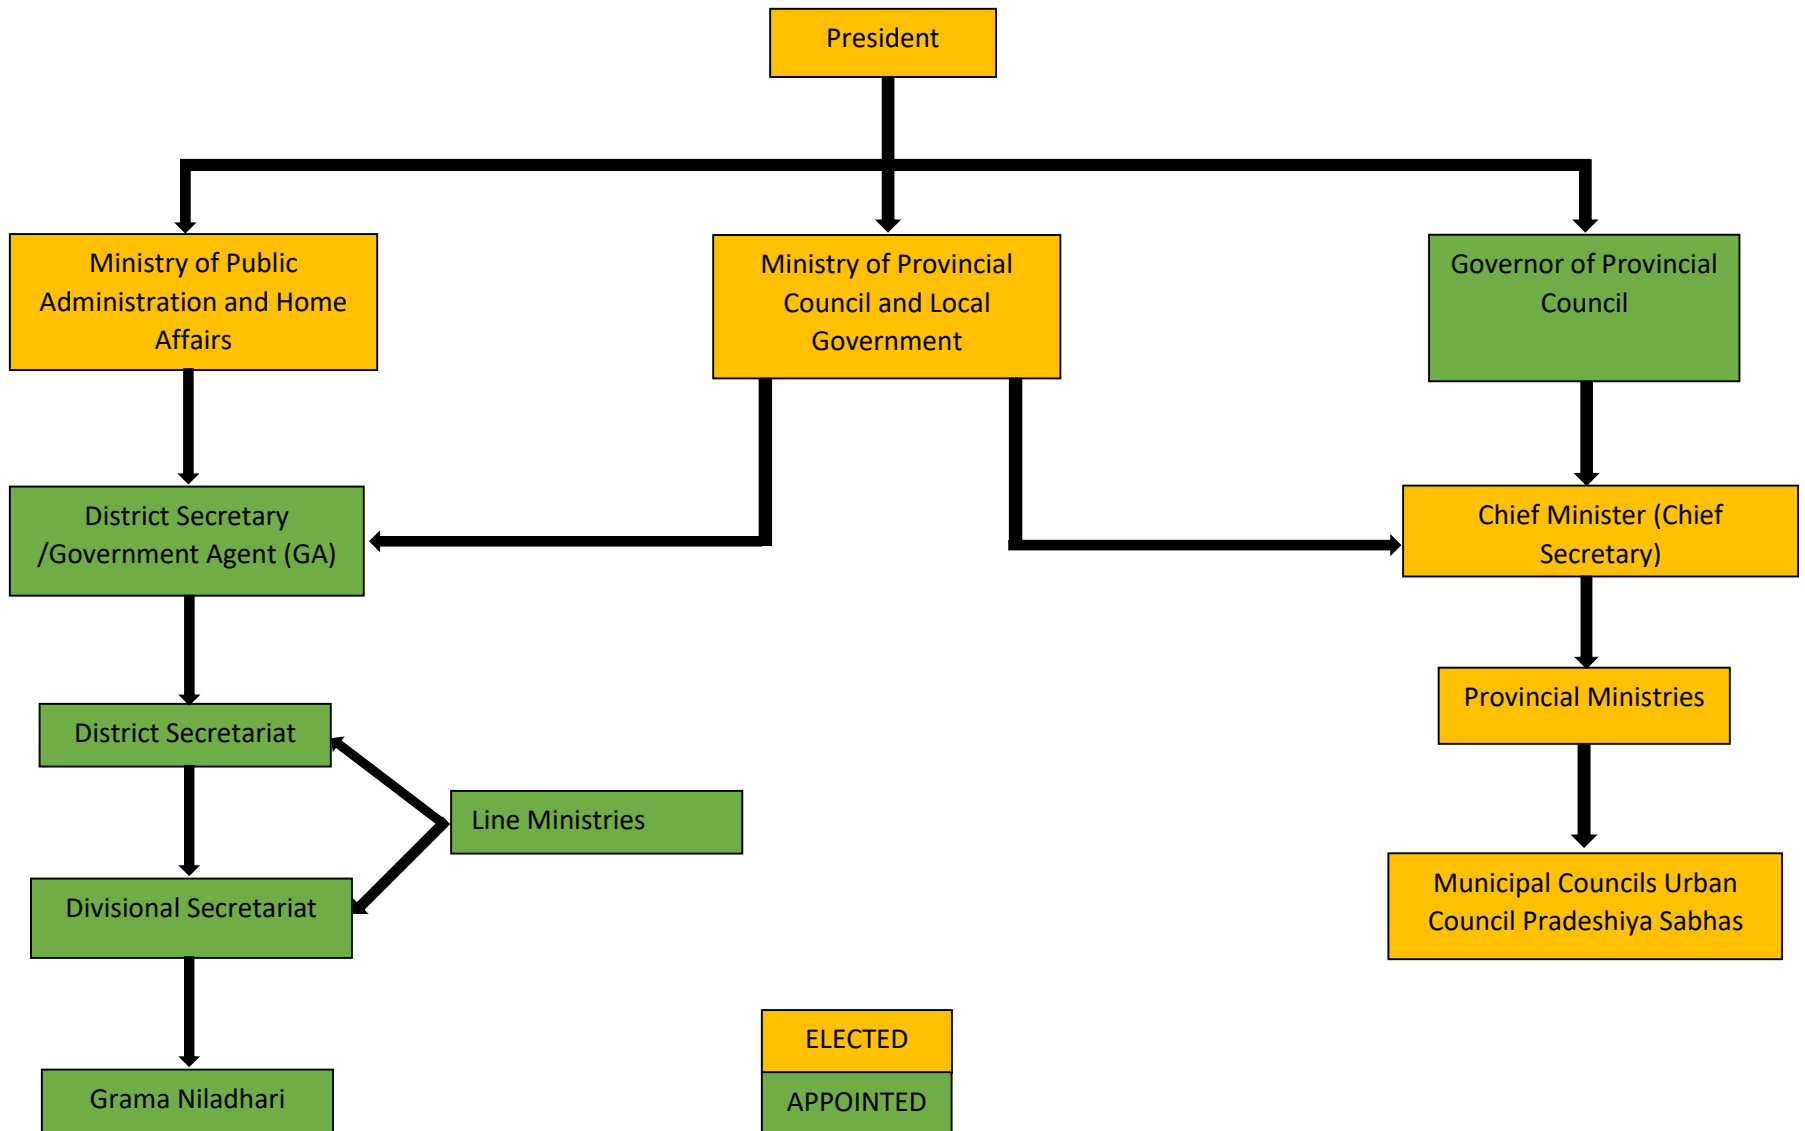 President
Ministry of Public
Administration and Home
Affairs
Ministry of Provincial
Council and Local
Government
Governor of Provincial
Council
District Secretary
/Government Agent (GA)
Chief Minister (Chief
Secretary)
District Secretariat
Provincial Ministries
Line Ministries
Divisional Secretariat
Municipal Councils Urban
Council Pradeshiya Sabhas
Grama Niladhari
ELECTED
APPOINTED